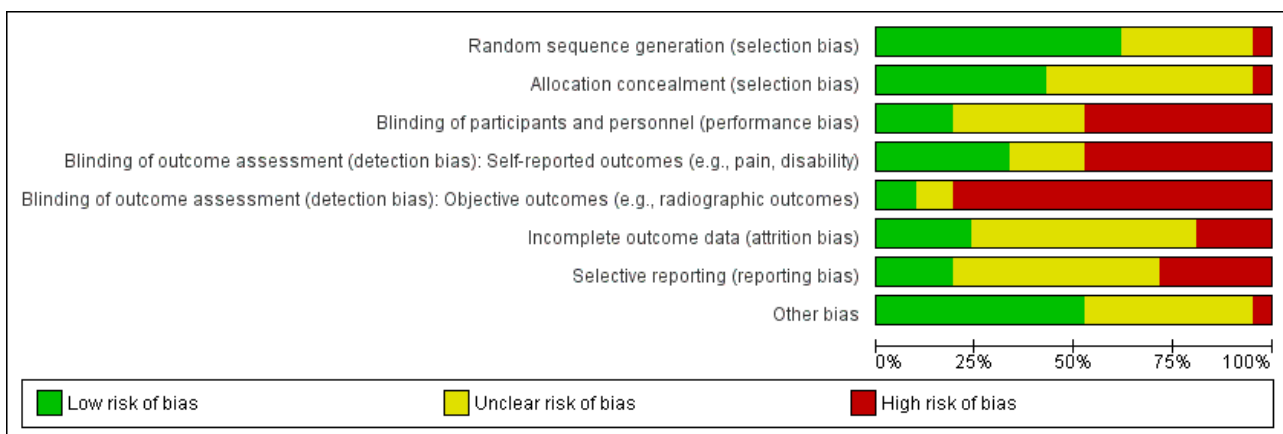 Random sequence generation (selection bias)
Allocation concealment (selection bias)
Blinding of participants and personnel (performance bias)
Blinding of outcome assessment (detection bias): Self-reported outcomes (e.g., pain, disability)
Blinding of outcome assessment (detection bias): Objective outcomes (e.g., radiographic outcomes)
Incomplete outcome data (attrition bias)
Selective reporting (reporting bias)
Other bias
0% 25% 50% 75% 100%
Low risk of bias Unclear risk of bias High risk of bias